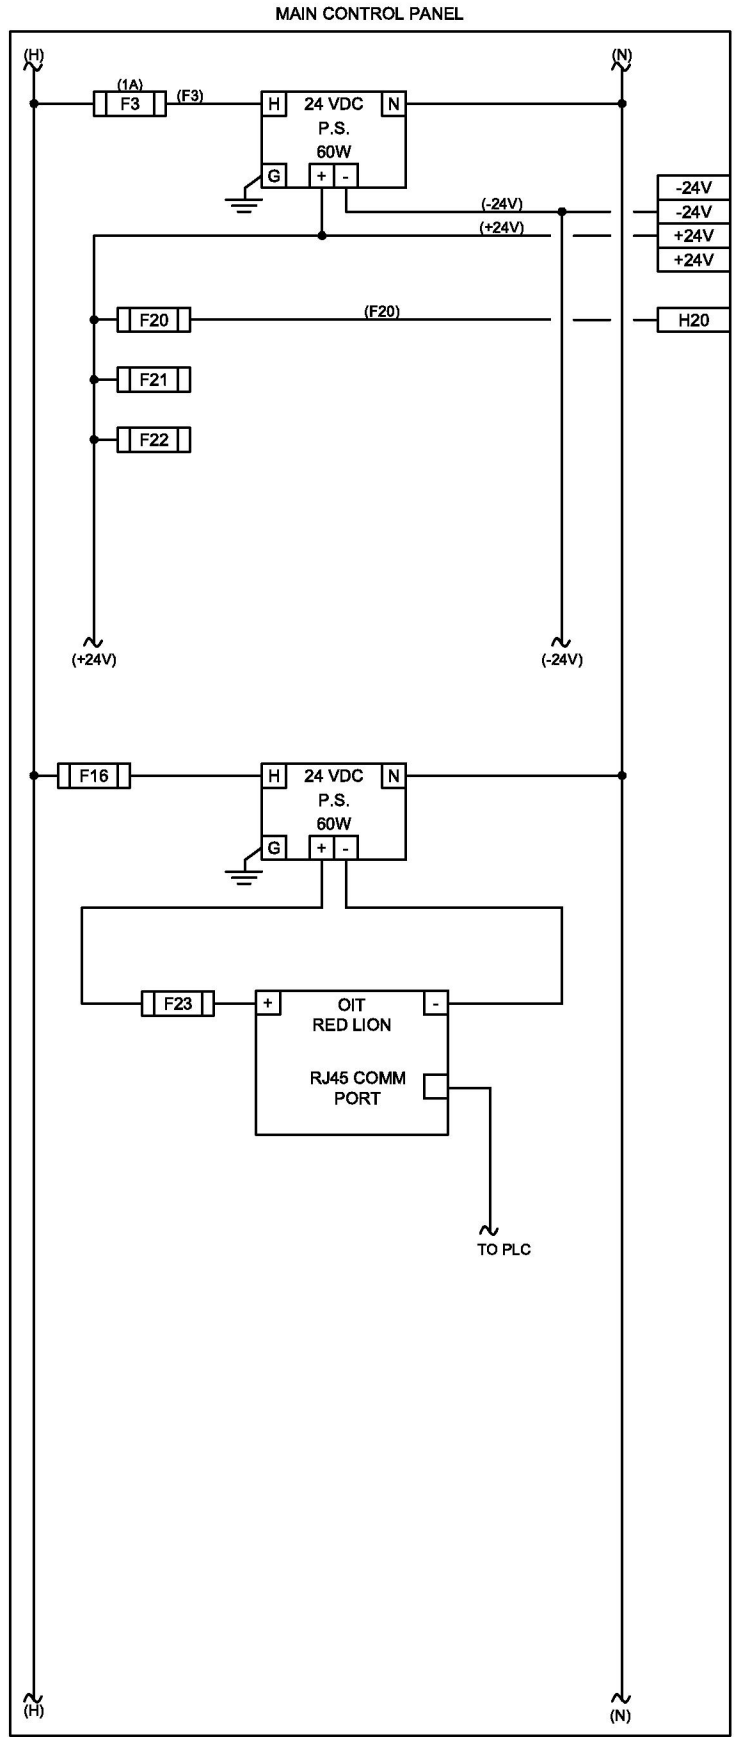 MAIN CONTROL PANEL
(H)
(N)
(1A)
F3
(F3)
H
24 VDC
N
P.S.
60W
G
+
-
-24V
(-24V)
-24V
(+24V)
+24V
+24V
F20
(F20)
H20
F21
F22
(+24V)
(-24V)
F16
H
24 VDC
N
P.S.
60W
G
+
-
F23
+
OIT
-
RED LION
RJ45 COMM
PORT
TO PLC
(H)
(N)